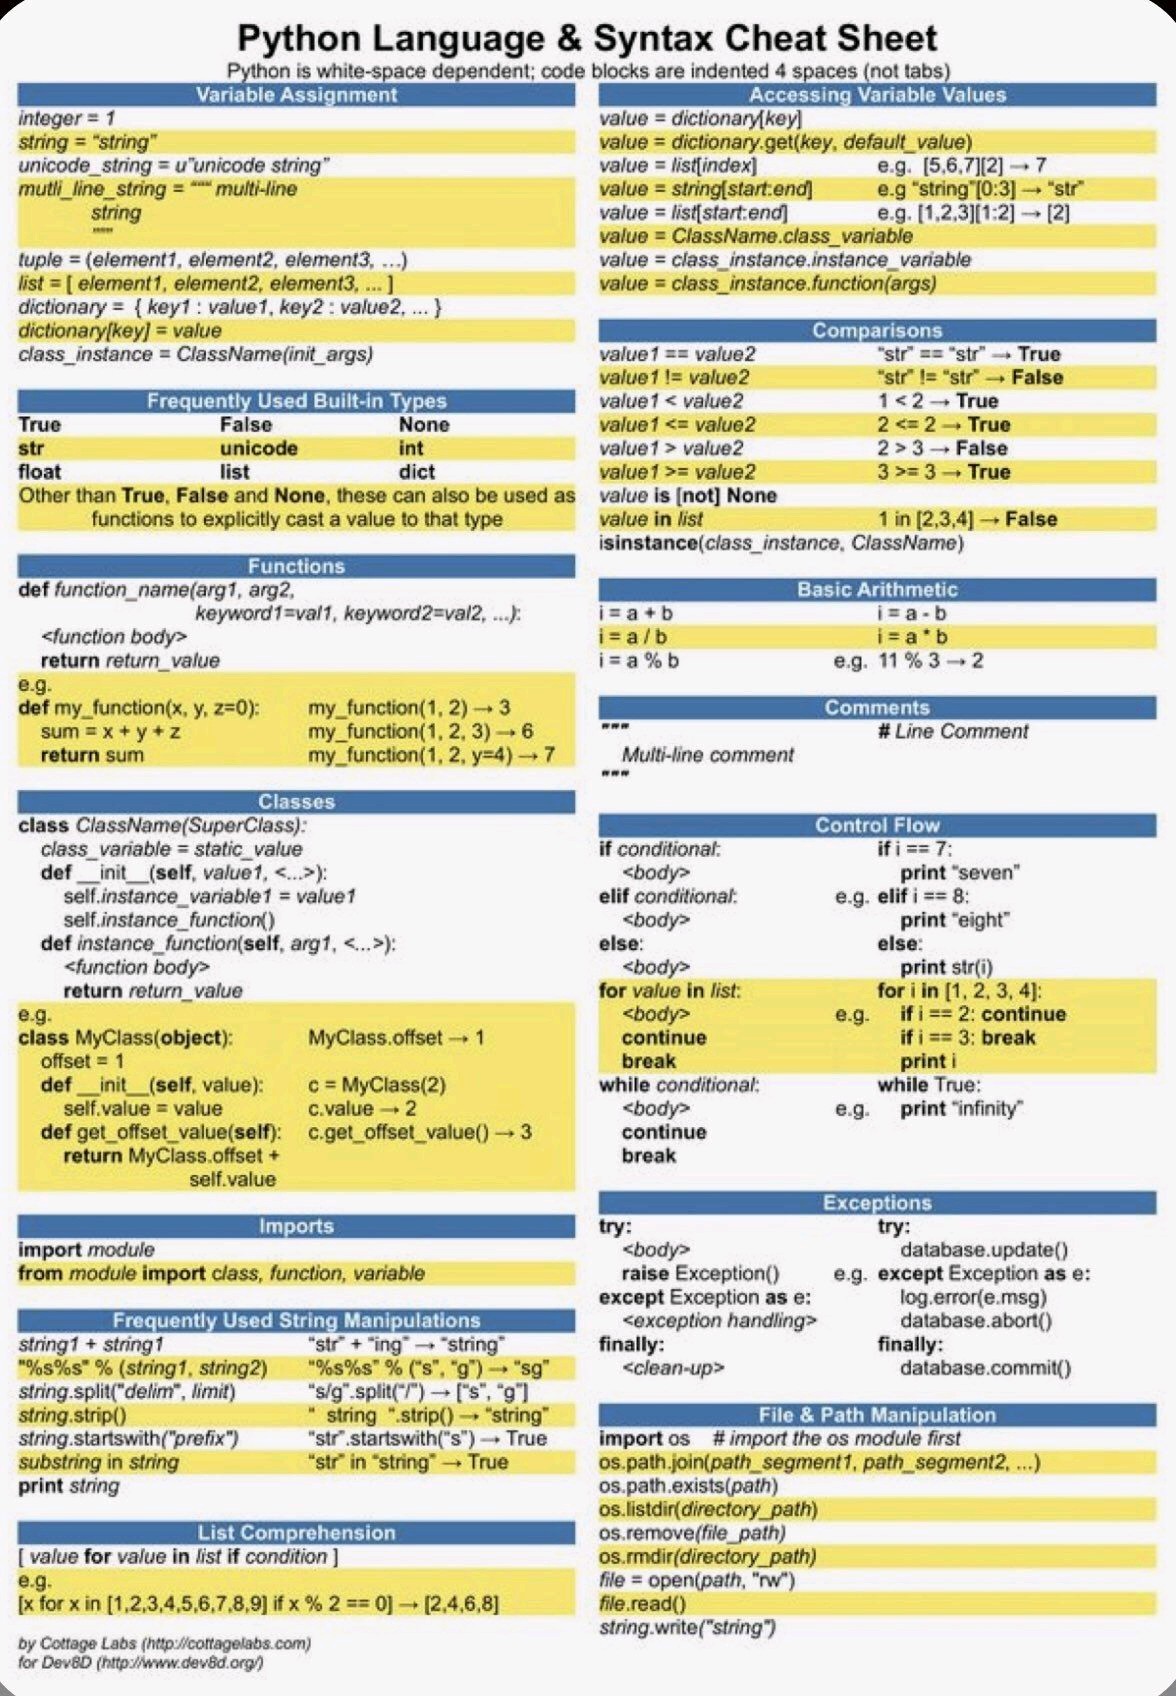 Python Language & Syntax Cheat Sheet
Python is white-space dependent; code blocks are indented 4 spaces (not tabs)
Variable Assignment
integer = 1
string = “string”
unicode_string = u”unicode string”
mutli_line_string = “”” multi-line
string
“””
tuple = (element1, element2, element3, …)
list = [ element1, element2, element3, ... ]
dictionary = { key1 : value1, key2 : value2, ... }
dictionary[key] = value
class_instance = ClassName(init_args)
Frequently Used Built-in Types
True False None
str unicode int
float list dict
Other than True, False and None, these can also be used as
functions to explicitly cast a value to that type
Functions
def function_name(arg1, arg2,
keyword1=val1, keyword2=val2, ...):
<function body>
return return_value
e.g.
def my_function(x, y, z=0): my_function(1, 2) → 3
sum = x + y + z my_function(1, 2, 3) → 6
return sum my_function(1, 2, y=4) → 7
Classes
class ClassName(SuperClass):
class_variable = static_value
def __init__(self, value1, <...>):
self.instance_variable1 = value1
self.instance_function()
def instance_function(self, arg1, <...>):
<function body>
return return_value
e.g.
class MyClass(object): MyClass.offset → 1
offset = 1
def __init__(self, value): c = MyClass(2)
self.value = value c.value → 2
def get_offset_value(self): c.get_offset_value() → 3
return MyClass.offset +
self.value
Imports
import module
from module import class, function, variable
Frequently Used String Manipulations
string1 + string1 “str” + “ing” → “string”
"%s%s" % (string1, string2) “%s%s” % (“s”, “g”) → “sg”
string.split("delim", limit) “s/g”.split(“/”) → [“s”, “g”]
string.strip() “ string “.strip() → “string”
string.startswith("prefix") “str”.startswith(“s”) → True
substring in string “str” in “string” → True
print string
List Comprehension
[ value for value in list if condition ]
e.g.
[x for x in [1,2,3,4,5,6,7,8,9] if x % 2 == 0] → [2,4,6,8]
by Cottage Labs (http://cottagelabs.com)
for Dev8D (http://www.dev8d.org/)
Accessing Variable Values
value = dictionary[key]
value = dictionary.get(key, default_value)
value = list[index] e.g. [5,6,7][2] → 7
value = string[start:end] e.g “string”[0:3] → “str”
value = list[start:end] e.g. [1,2,3][1:2] → [2]
value = ClassName.class_variable
value = class_instance.instance_variable
value = class_instance.function(args)
Comparisons
value1 == value2 “str” == “str” → True
value1 != value2 “str” != “str” → False
value1 < value2 1 < 2 → True
value1 <= value2 2 <= 2 → True
value1 > value2 2 > 3 → False
value1 >= value2 3 >= 3 → True
value is [not] None
value in list 1 in [2,3,4] → False
isinstance(class_instance, ClassName)
Basic Arithmetic
i = a + b i = a - b
i = a / b i = a * b
i = a % b e.g. 11 % 3 → 2
Comments
""" # Line Comment
Multi-line comment
"""
Control Flow
if conditional: if i == 7:
<body> print “seven”
elif conditional: e.g. elif i == 8:
<body> print “eight”
else: else:
<body> print str(i)
for value in list: for i in [1, 2, 3, 4]:
<body> e.g. if i == 2: continue
continue if i == 3: break
break print i
while conditional: while True:
<body> e.g. print “infinity”
continue
break
Exceptions
try: try:
<body> database.update()
raise Exception() e.g. except Exception as e:
except Exception as e: log.error(e.msg)
<exception handling> database.abort()
finally: finally:
<clean-up> database.commit()
File & Path Manipulation
import os # import the os module first
os.path.join(path_segment1, path_segment2, ...)
os.path.exists(path)
os.listdir(directory_path)
os.remove(file_path)
os.rmdir(directory_path)
file = open(path, "rw")
file.read()
string.write("string")